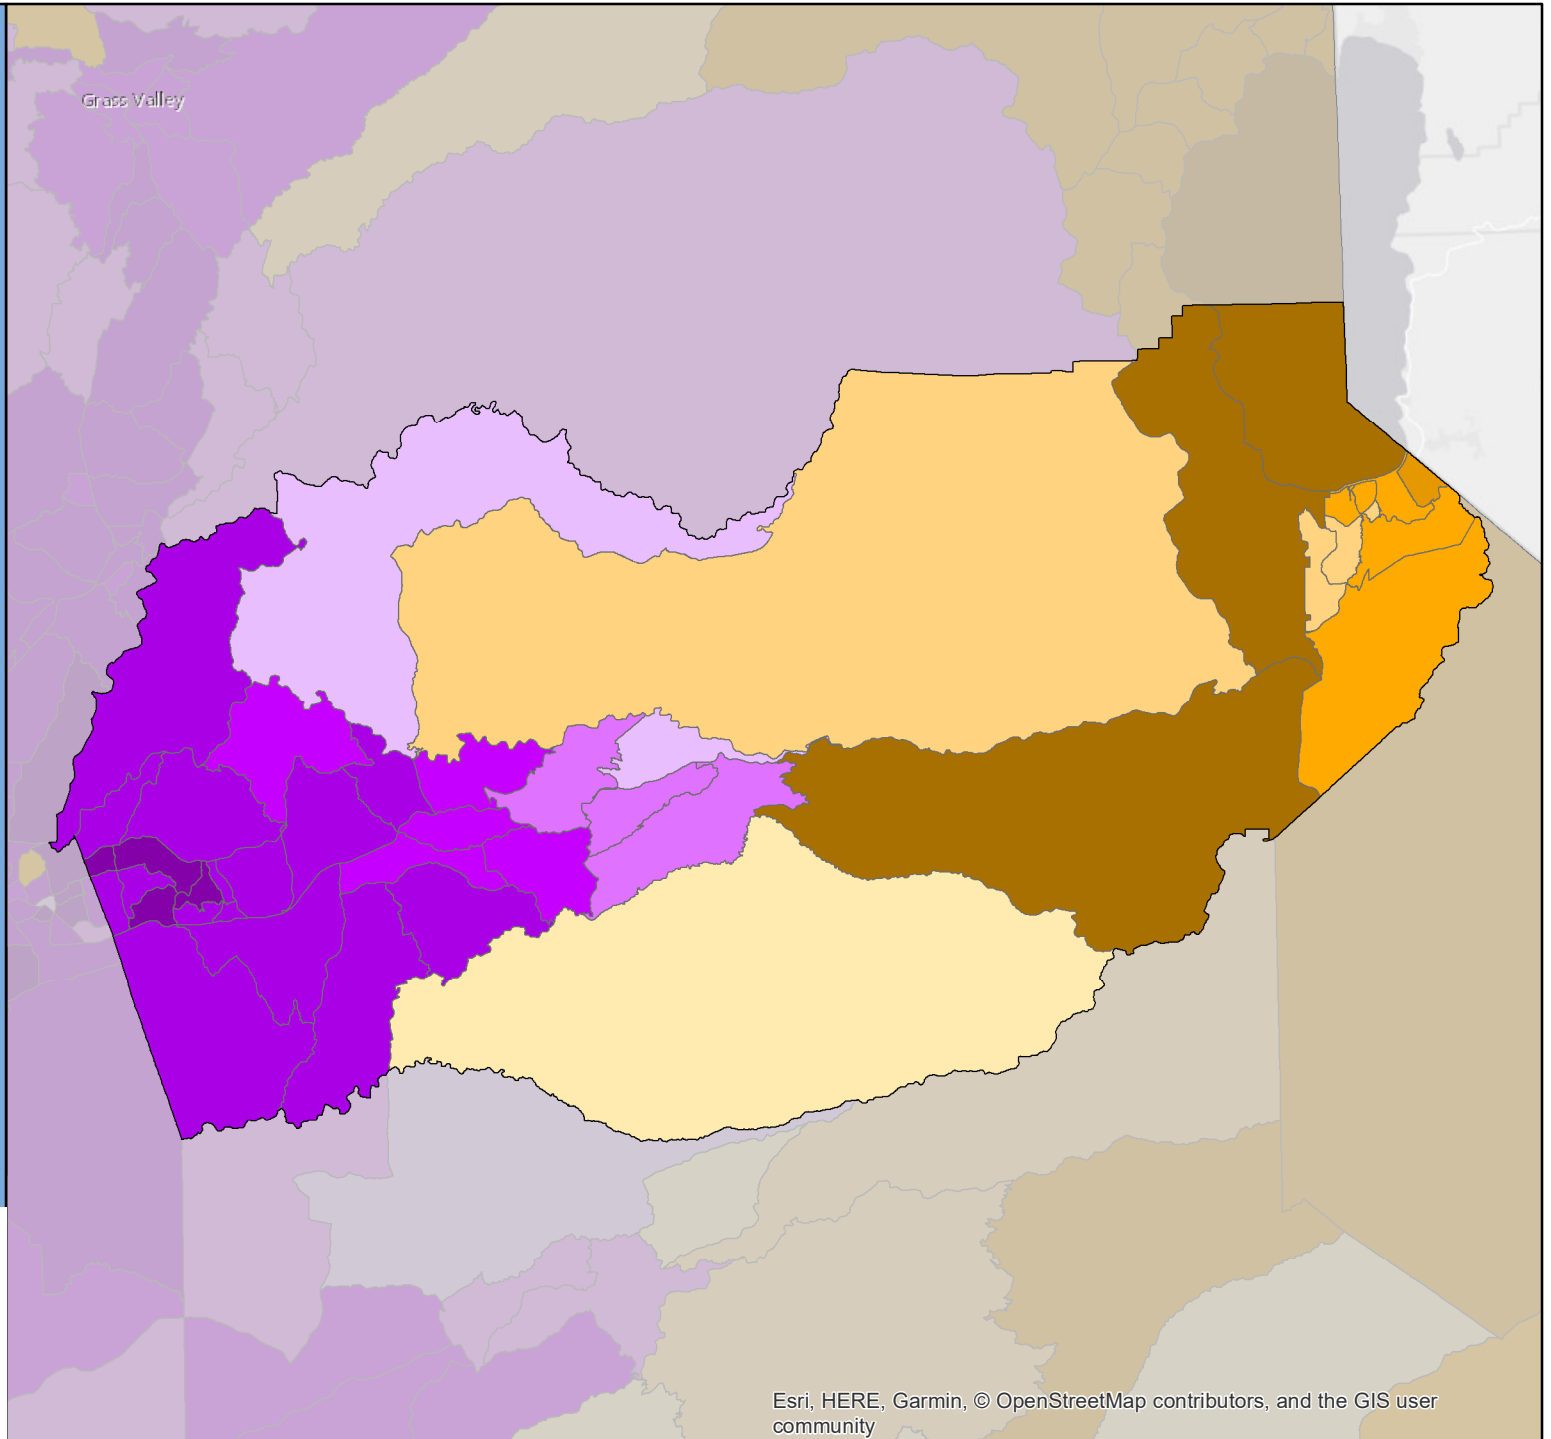 Grass Valley
Esri, HERE, Garmin, © OpenStreetMap contributors, and the GIS user
community